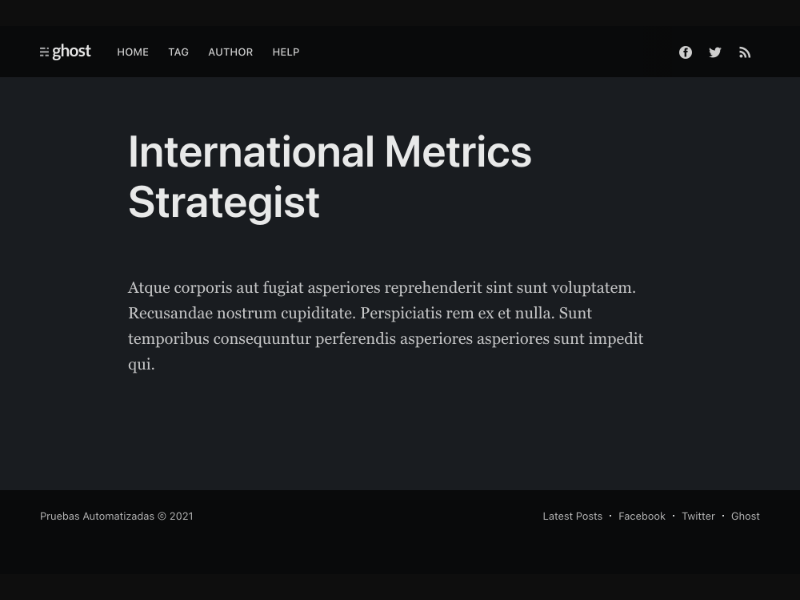 ghost HOME TAG AUTHOR HELP
International Metrics
Strategist
Atque corporis aut fugiat asperiores reprehenderit sint sunt voluptatem.
Recusandae nostrum cupiditate. Perspiciatis rem ex et nulla. Sunt
temporibus consequuntur perferendis asperiores asperiores sunt impedit
qui.
Pruebas Automatizadas © 2021 Latest Posts • Facebook • Twitter • Ghost